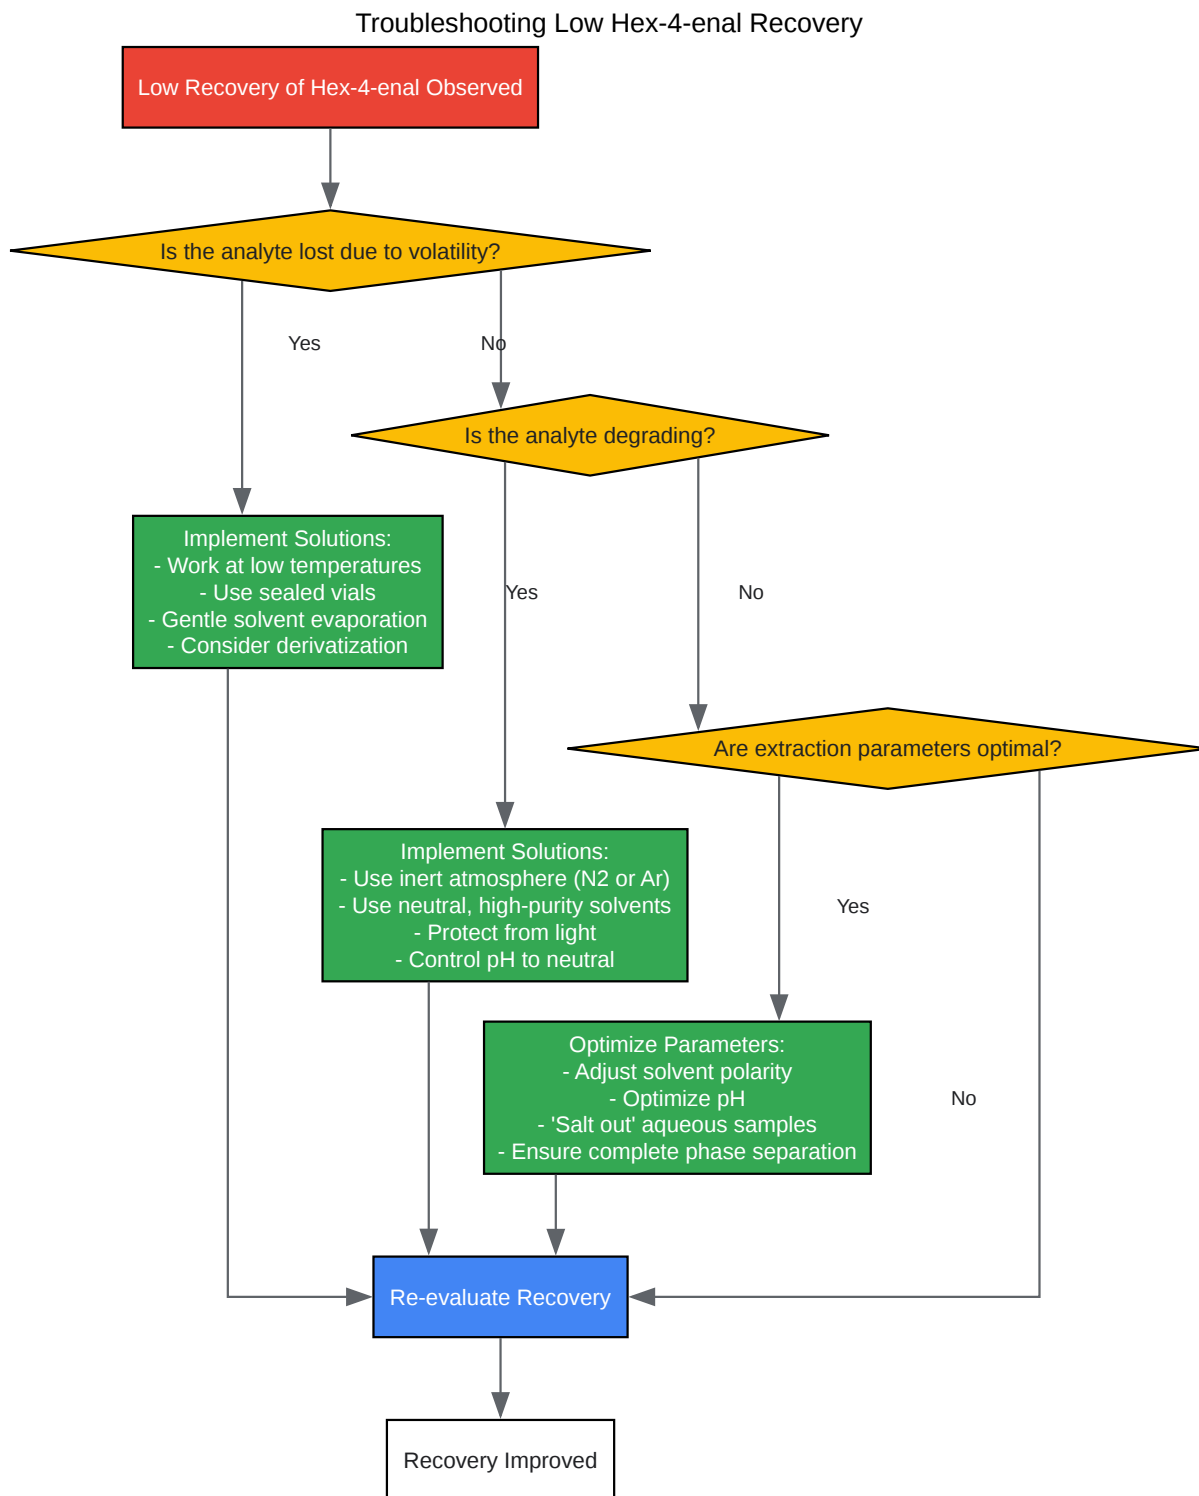 Troubleshooting Low Hex-4-enal Recovery
Low Recovery of Hex-4-enal Observed
Is the analyte lost due to volatility?
Yes
No
Is the analyte degrading?
Implement Solutions:
- Work at low temperatures
- Use sealed vials
- Gentle solvent evaporation
- Consider derivatization
Yes
No
Are extraction parameters optimal?
Implement Solutions:
- Use inert atmosphere (N2 or Ar)
- Use neutral, high-purity solvents
- Protect from light
- Control pH to neutral
Yes
No
Optimize Parameters:
- Adjust solvent polarity
- Optimize pH
- 'Salt out' aqueous samples
- Ensure complete phase separation
Re-evaluate Recovery
Recovery Improved